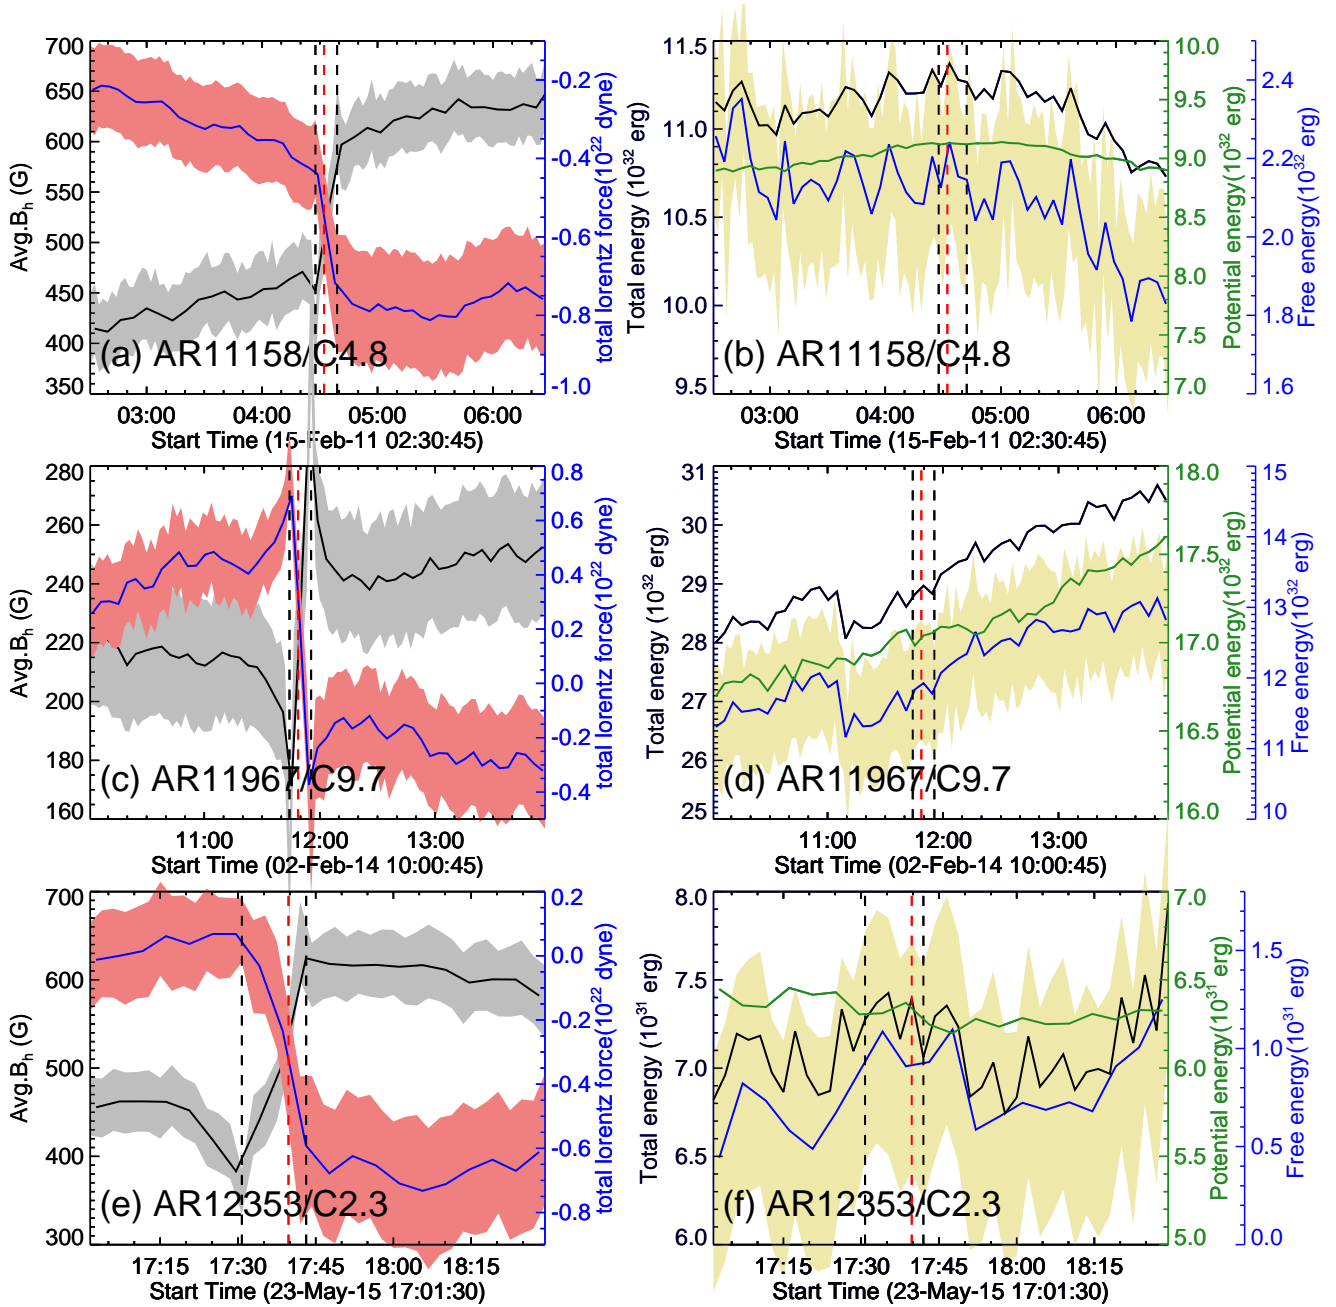 700
650
600
550
500
450
400
350
Avg.Bh (G)
-0.2
-0.4
-0.6
-0.8
-1.0
total lorentz force(10^22 dyne)
(a) AR11158/C4.8
03:00 04:00 05:00 06:00
Start Time (15-Feb-11 02:30:45)
11.5
11.0
10.5
10.0
9.5
Total energy (10^32 erg)
10.0
9.5
9.0
8.5
8.0
7.5
7.0
Potential energy(10^32 erg)
2.4
2.2
2.0
1.8
1.6
Free energy(10^32 erg)
(b) AR11158/C4.8
03:00 04:00 05:00 06:00
Start Time (15-Feb-11 02:30:45)
280
260
240
220
200
180
160
Avg.Bh (G)
0.8
0.6
0.4
0.2
0.0
-0.2
-0.4
total lorentz force(10^22 dyne)
(c) AR11967/C9.7
11:00 12:00 13:00
Start Time (02-Feb-14 10:00:45)
31
30
29
28
27
26
25
Total energy (10^32 erg)
18.0
17.5
17.0
16.5
16.0
Potential energy(10^32 erg)
15
14
13
12
11
10
Free energy(10^32 erg)
(d) AR11967/C9.7
11:00 12:00 13:00
Start Time (02-Feb-14 10:00:45)
700
600
500
400
300
Avg.Bh (G)
0.2
0.0
-0.2
-0.4
-0.6
-0.8
total lorentz force(10^22 dyne)
(e) AR12353/C2.3
17:15 17:30 17:45 18:00 18:15
Start Time (23-May-15 17:01:30)
8.0
7.5
7.0
6.5
6.0
Total energy (10^31 erg)
7.0
6.5
6.0
5.5
5.0
Potential energy(10^31 erg)
1.5
1.0
0.5
0.0
Free energy(10^31 erg)
(f) AR12353/C2.3
17:15 17:30 17:45 18:00 18:15
Start Time (23-May-15 17:01:30)